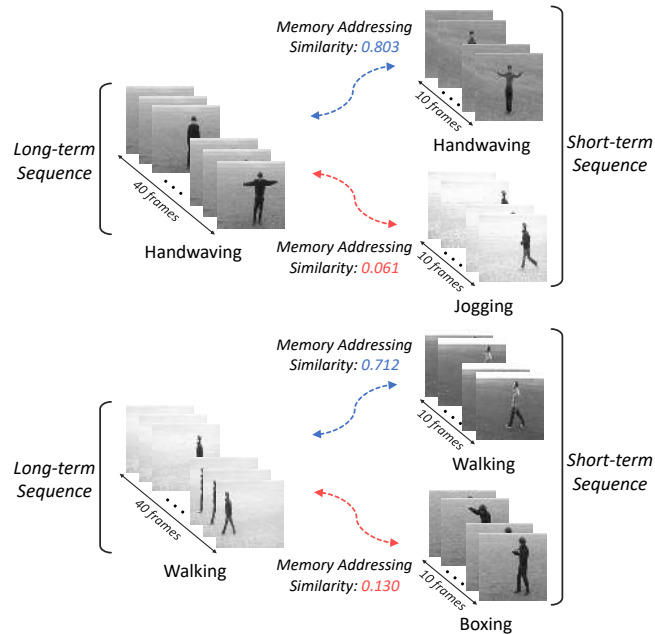 Memory Addressing
Similarity: 0.803
10 frames
Handwaving
Long-term
Sequence
40 frames
Handwaving
Short-term
Sequence
Memory Addressing
Similarity: 0.061
10 frames
Jogging
Memory Addressing
Similarity: 0.712
10 frames
Walking
Long-term
Sequence
40 frames
Walking
Short-term
Sequence
Memory Addressing
Similarity: 0.130
10 frames
Boxing